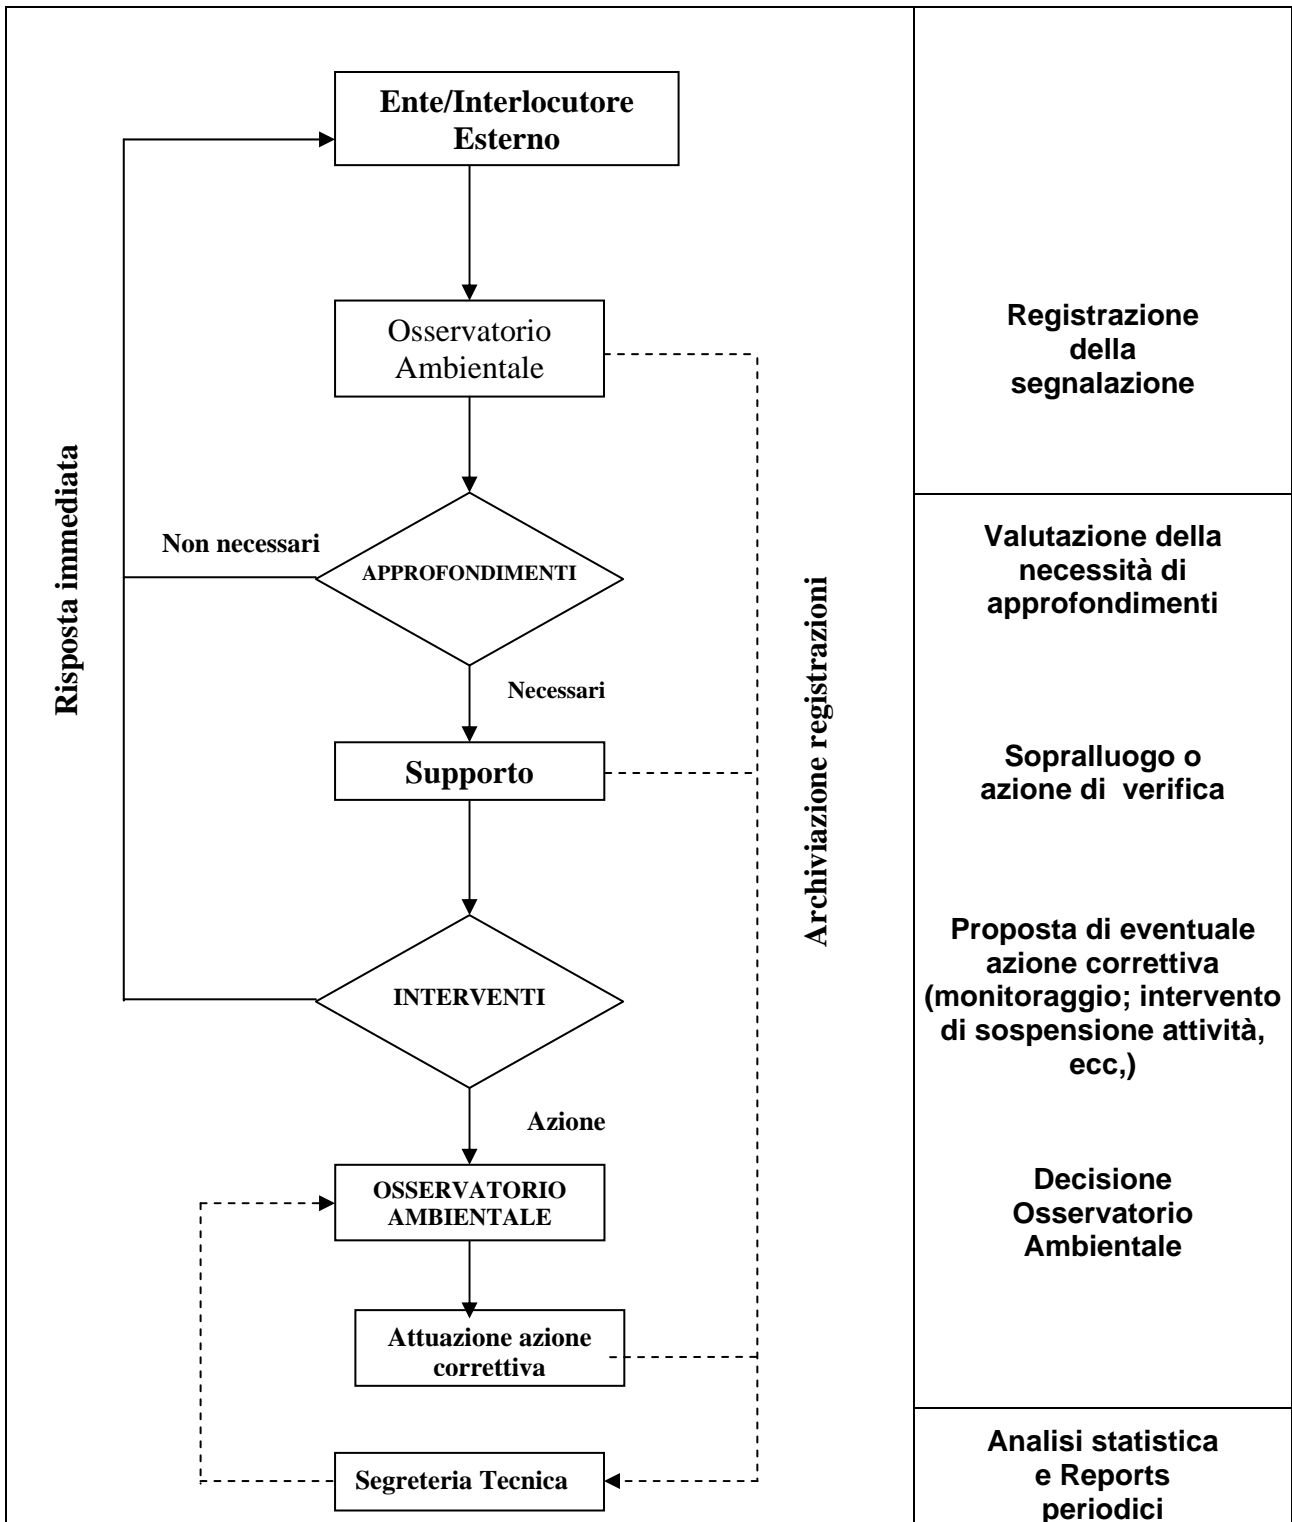 Ente/Interlocutore
Esterno
Osservatorio
Ambientale
Registrazione
della
segnalazione
Risposta immediata
Non necessari
APPROFONDIMENTI
Necessari
Valutazione della
necessità di
approfondimenti
Archiviazione registrazioni
Supporto
Sopralluogo o
azione di verifica
INTERVENTI
Proposta di eventuale
azione correttiva
(monitoraggio; intervento
di sospensione attività,
ecc,)
Azione
OSSERVATORIO
AMBIENTALE
Decisione
Osservatorio
Ambientale
Attuazione azione
correttiva
Segreteria Tecnica
Analisi statistica
e Reports
periodici